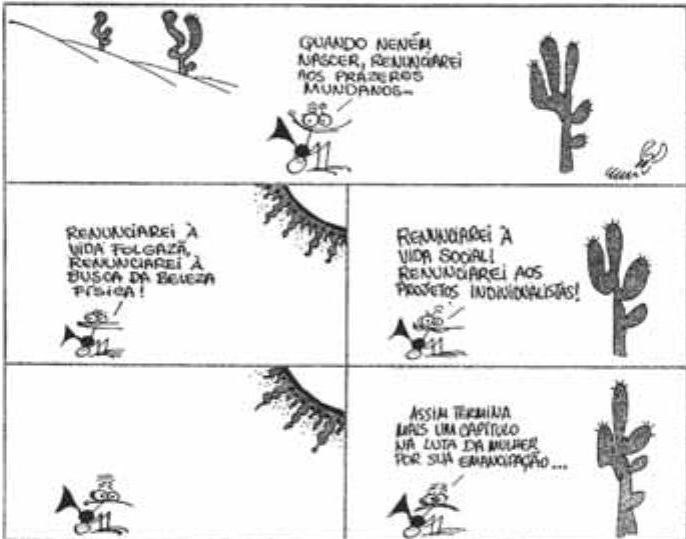 QUANDO NENÉM
NASCER, RENUNCIAREI
AOS PRAZEROS
MUNDANOS...
RENUNCIAREI À
VIDA FOLGAZÃ,
RENUNCIAREI À
BUSCA DA BELEZA
FÍSICA!
RENUNCIAREI À
VIDA SOCIAL!
RENUNCIAREI AOS
PROJETOS INDIVIDUALISTAS!
ASSIM TERMINA
MAIS UM CAPÍTULO
NA LUTA DA MULHER
POR SUA EMANCIPAÇÃO...